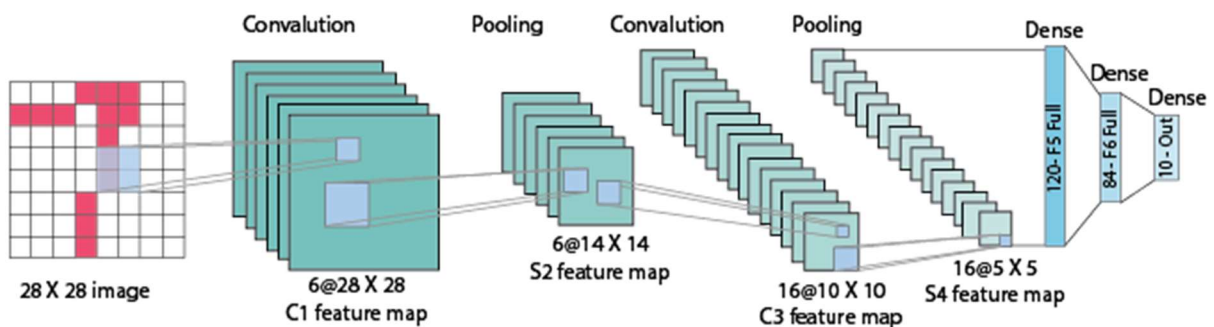 Convalution
Pooling
Convalution
Pooling
Dense
Dense
Dense
28 X 28 image
6@28 X 28
C1 feature map
6@14 X 14
S2 feature map
16@10 X 10
C3 feature map
16@5 X 5
S4 feature map
120- F5 Full
84- F6 Full
10 - Out